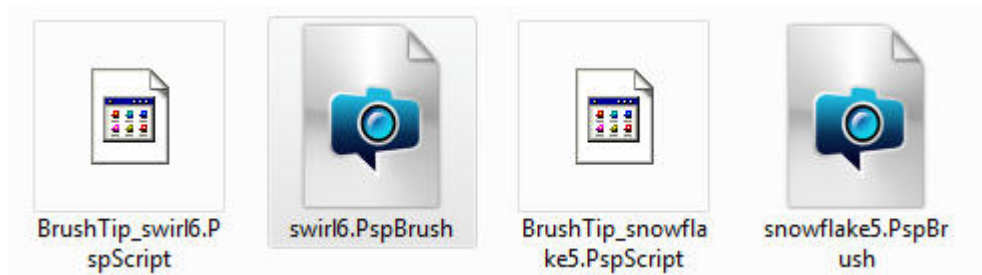 BrushTip_swirl6.P
spScript
swirl6.PspBrush
BrushTip_snowfla
ke5.PspScript
snowflake5.PspBr
ush